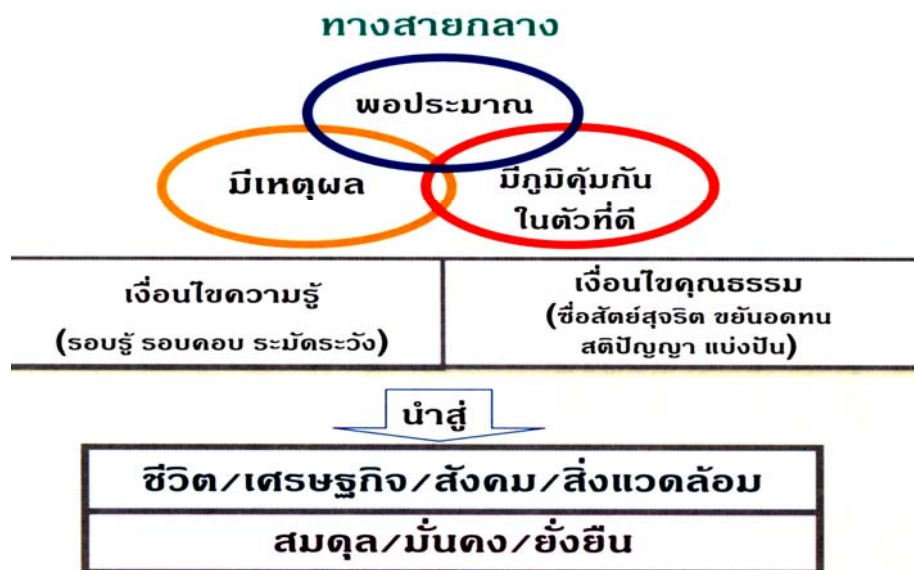 ทางสายกลาง
พอประมาณ
มีเหตุผล
มีภูมิคุ้มกัน
ในตัวที่ดี
เงื่อนไขความรู้
(รอบรู้ รอบคอบ ระมัดระวัง)
เงื่อนไขคุณธรรม
(ซื่อสัตย์สุจริต ขยันอดทน
สติปัญญา แบ่งปัน)
นำสู่
ชีวิต/เศรษฐกิจ/สังคม/สิ่งแวดล้อม
สมดุล/มั่นคง/ยั่งยืน